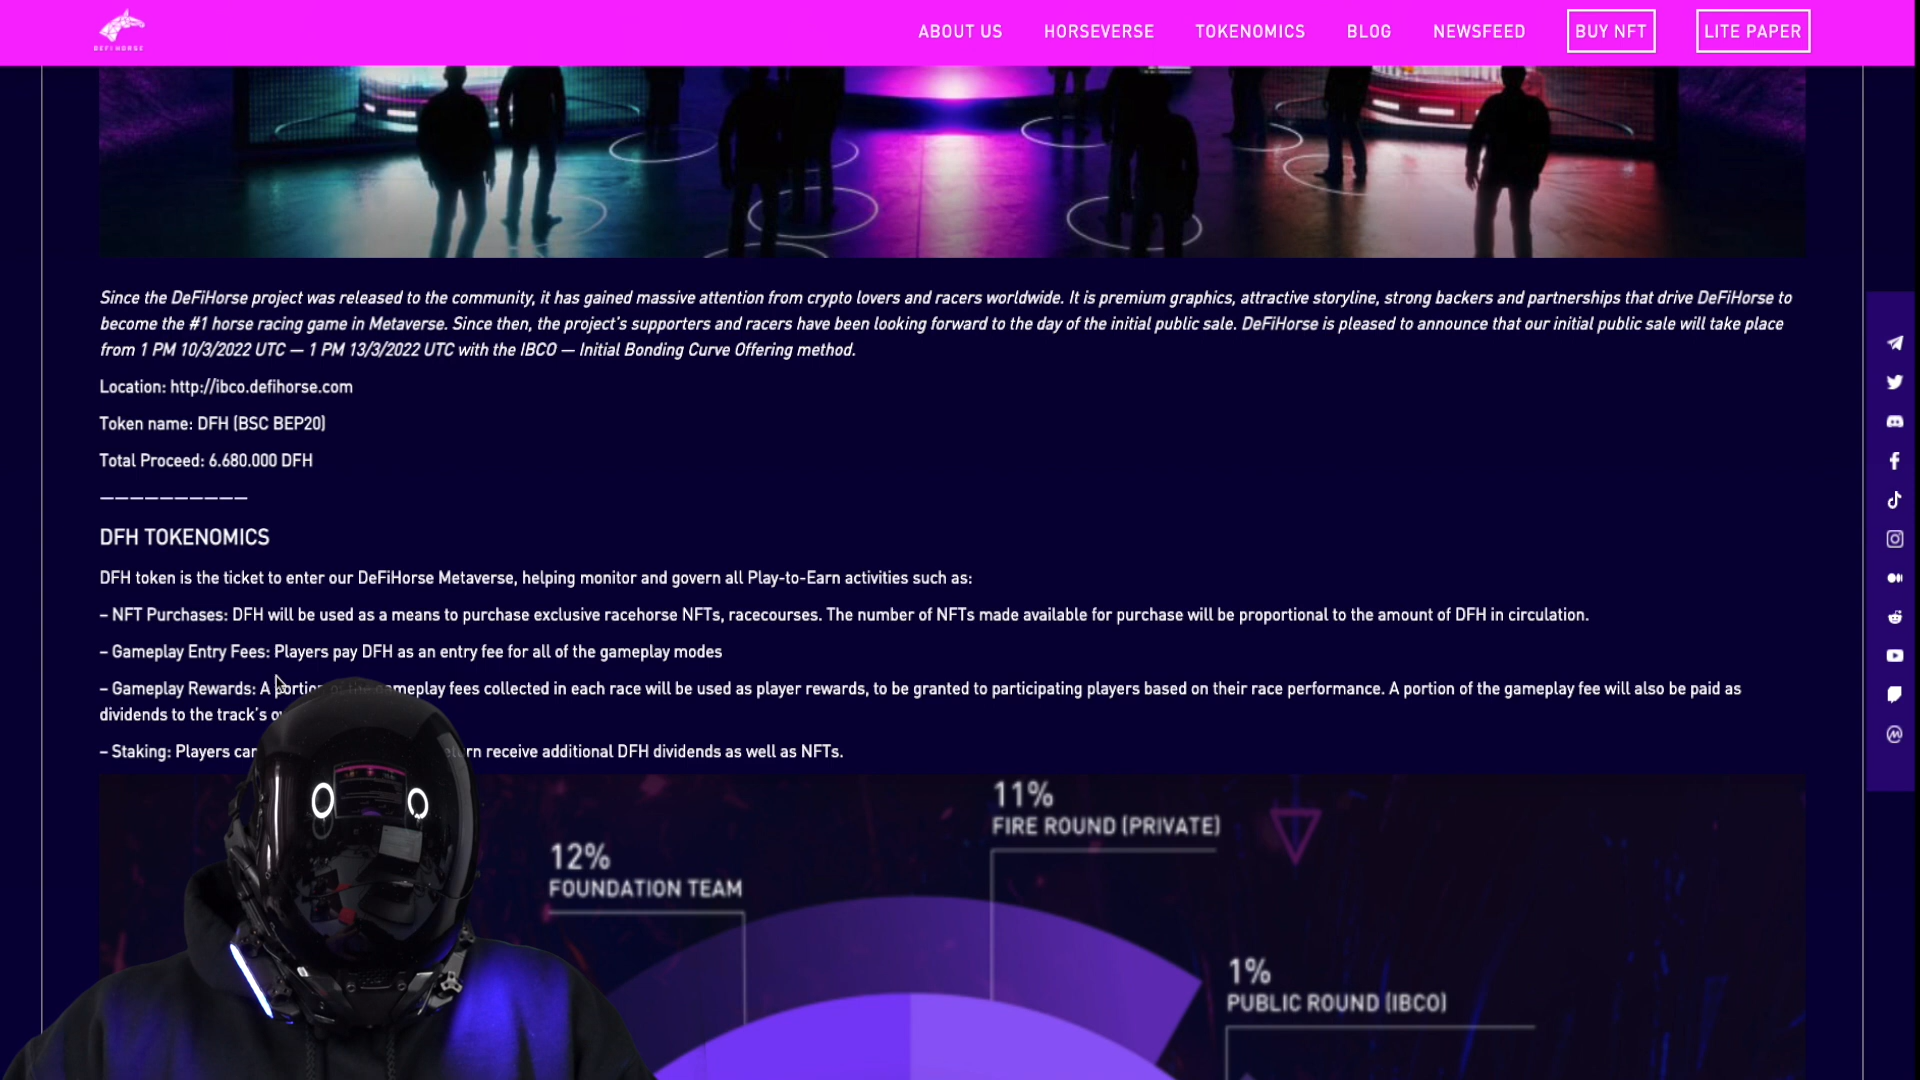 DEFI HORSE
ABOUT US
HORSEVERSE
TOKENOMICS
BLOG
NEWSFEED
BUY NFT
LITE PAPER
Since the DeFiHorse project was released to the community, it has gained massive attention from crypto lovers and racers worldwide. It is premium graphics, attractive storyline, strong backers and partnerships that drive DeFiHorse to
become the #1 horse racing game in Metaverse. Since then, the project's supporters and racers have been looking forward to the day of the initial public sale. DeFiHorse is pleased to announce that our initial public sale will take place
from 1 PM 10/3/2022 UTC — 1 PM 13/3/2022 UTC with the IBCO — Initial Bonding Curve Offering method.
Location: http://ibco.defihorse.com
Token name: DFH (BSC BEP20)
Total Proceed: 6.680.000 DFH
——————————
DFH TOKENOMICS
DFH token is the ticket to enter our DeFiHorse Metaverse, helping monitor and govern all Play-to-Earn activities such as:
– NFT Purchases: DFH will be used as a means to purchase exclusive racehorse NFTs, racecourses. The number of NFTs made available for purchase will be proportional to the amount of DFH in circulation.
– Gameplay Entry Fees: Players pay DFH as an entry fee for all of the gameplay modes
– Gameplay Rewards: A portion of the gameplay fees collected in each race will be used as player rewards, to be granted to participating players based on their race performance. A portion of the gameplay fee will also be paid as
dividends to the track's
– Staking: Players receive additional DFH dividends as well as NFTs.
11%
FIRE ROUND (PRIVATE)
12%
FOUNDATION TEAM
1%
PUBLIC ROUND (IBCO)